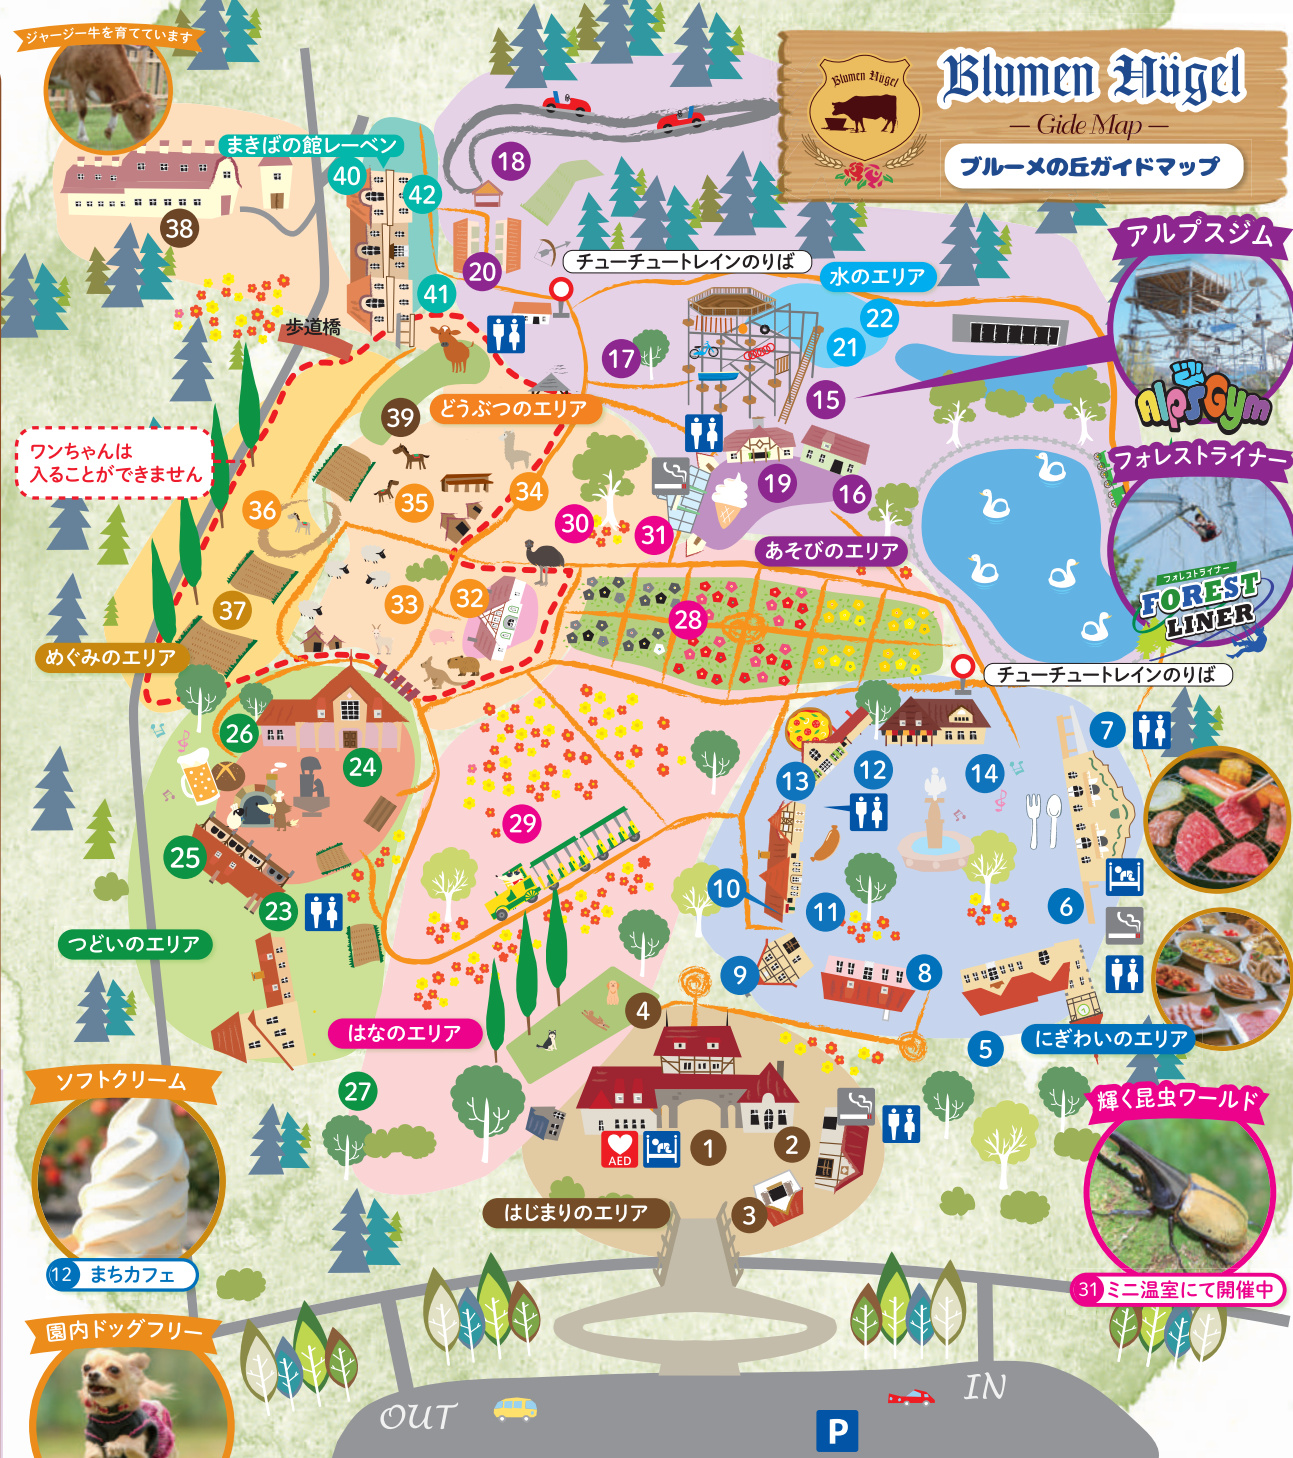 ジャージー牛を育てています
Blumen Hügel
Blumen Hügel
— Gide Map —
ブルーメの丘ガイドマップ
まきばの館レーベン
40
42
18
38
20
チューチュートレインのりば
アルプスジム
水のエリア
41
歩道橋
22
21
17
15
AlpsGym
39
どうぶつのエリア
ワンちゃんは
入ることができません
フォレストライナー
36
35
34
19
16
30
31
あそびのエリア
フォレストライナー
FOREST
LINER
37
33
32
28
めぐみのエリア
チューチュートレインのりば
26
24
7
13
12
14
29
25
10
11
6
23
つどいのエリア
9
8
4
はなのエリア
5
にぎわいのエリア
ソフトクリーム
27
輝く昆虫ワールド
AED
1
2
はじまりのエリア
3
12 まちカフェ
31 ミニ温室にて開催中
園内ドッグフリー
OUT
IN
P